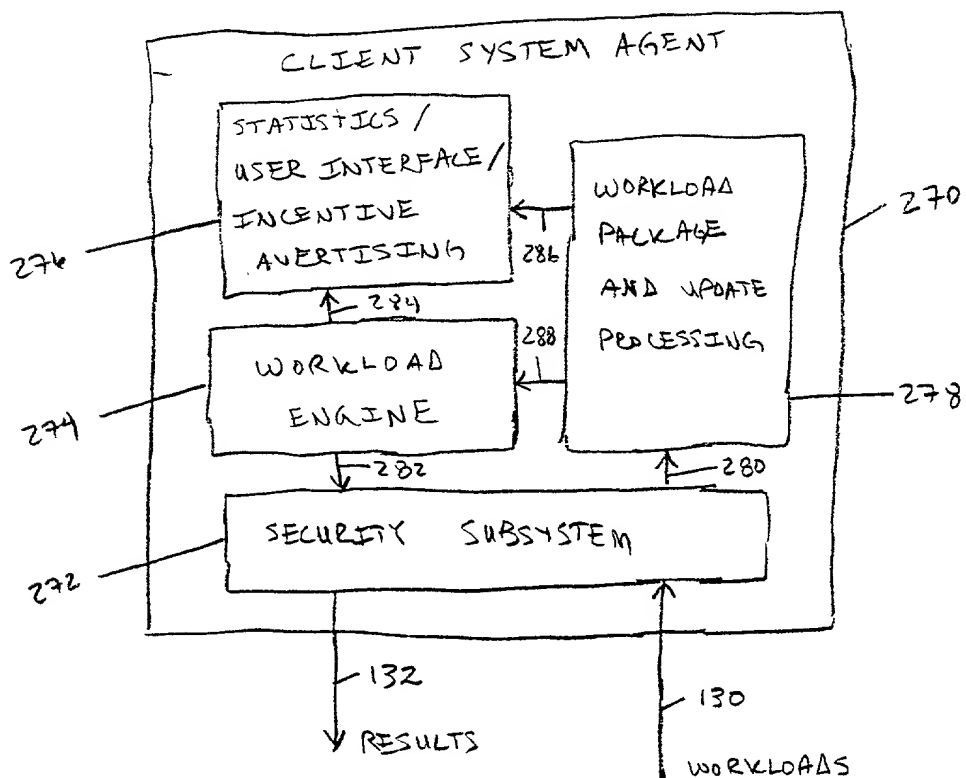 CLIENT SYSTEM AGENT
STATISTICS /
USER INTERFACE /
INCENTIVE
AVERTISING
WORKLOAD
PACKAGE
AND UPDATE
PROCESSING
270
276
286
284
288
WORKLOAD
ENGINE
274
278
282
280
SECURITY SUBSYSTEM
272
132
130
RESULTS
WORKLOADS